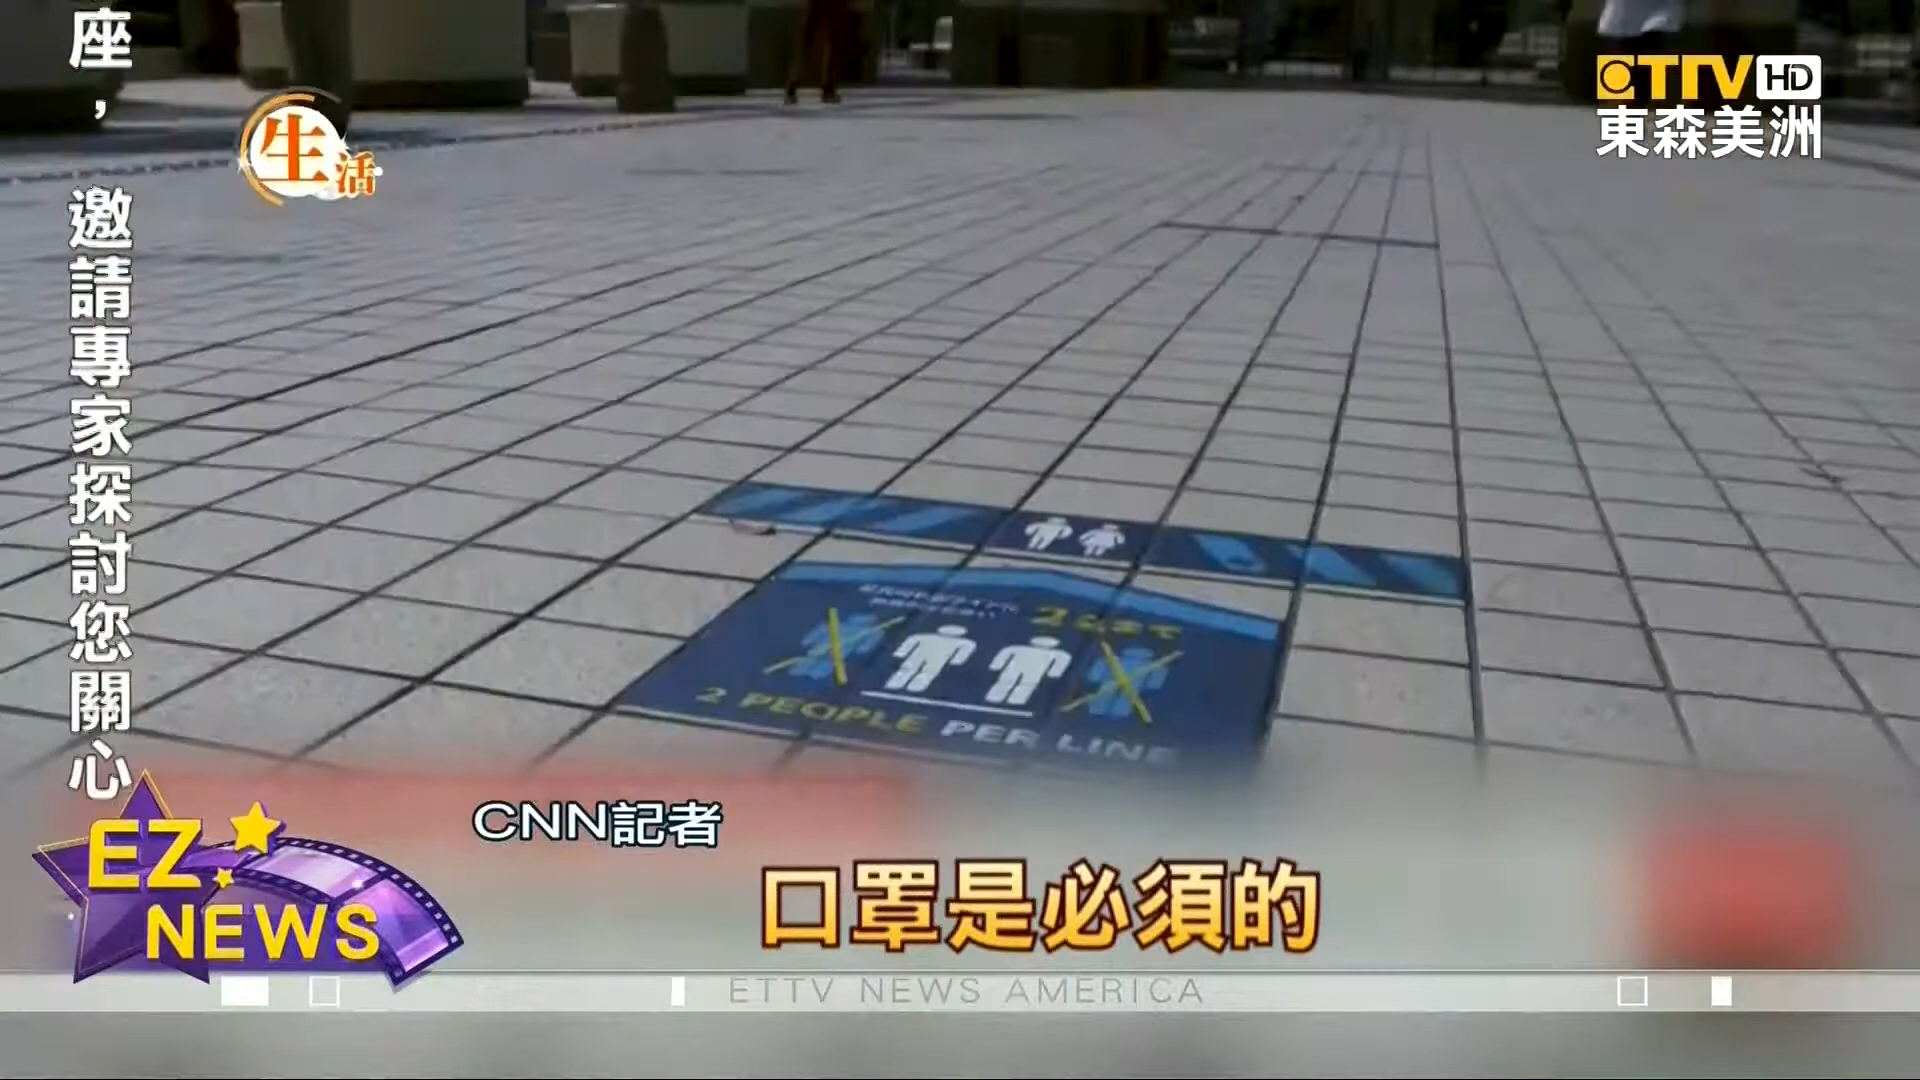 座，邀請專家探討您關心
生活
ETTV HD
東森美洲
2
2 PEOPLE PER LINE
CNN記者
口罩是必須的
EZ
NEWS
ETTV NEWS AMERICA